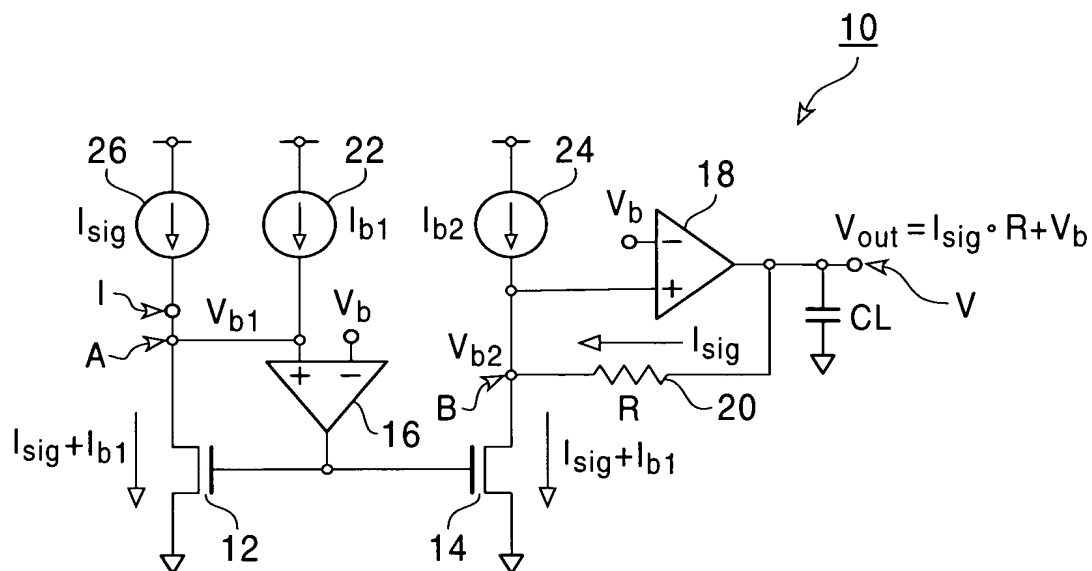 10
26
22
24
18
I_sig
I_b1
I_b2
V_b
V_out = I_sig ∘ R + V_b
−
+
I
V_b1
V_b
CL
V
A
+ −
V_b2
I_sig
B
R
20
16
I_sig + I_b1
I_sig + I_b1
12
14